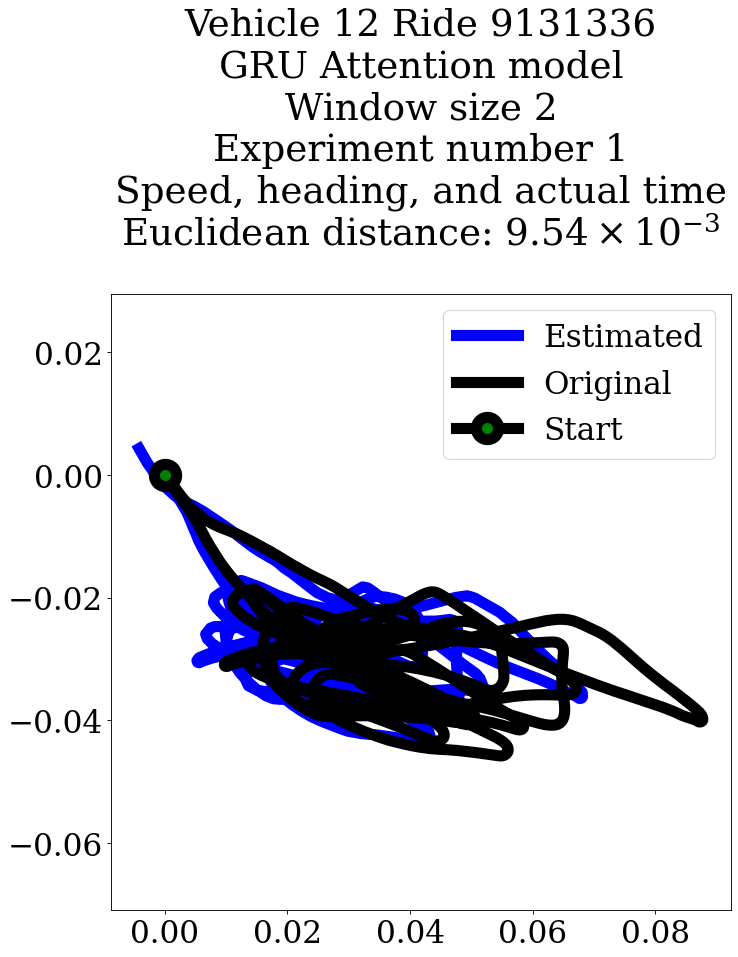 Vehicle 12 Ride 9131336
GRU Attention model
Window size 2
Experiment number 1
Speed, heading, and actual time
Euclidean distance: 9.54 × 10⁻³
Estimated
Original
Start
0.02
0.00
−0.02
−0.04
−0.06
0.00 0.02 0.04 0.06 0.08